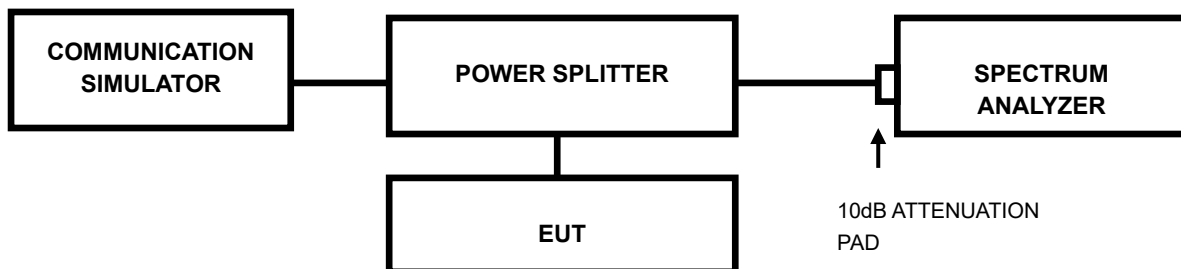 COMMUNICATION
SIMULATOR
POWER SPLITTER
SPECTRUM
ANALYZER
EUT
10dB ATTENUATION
PAD